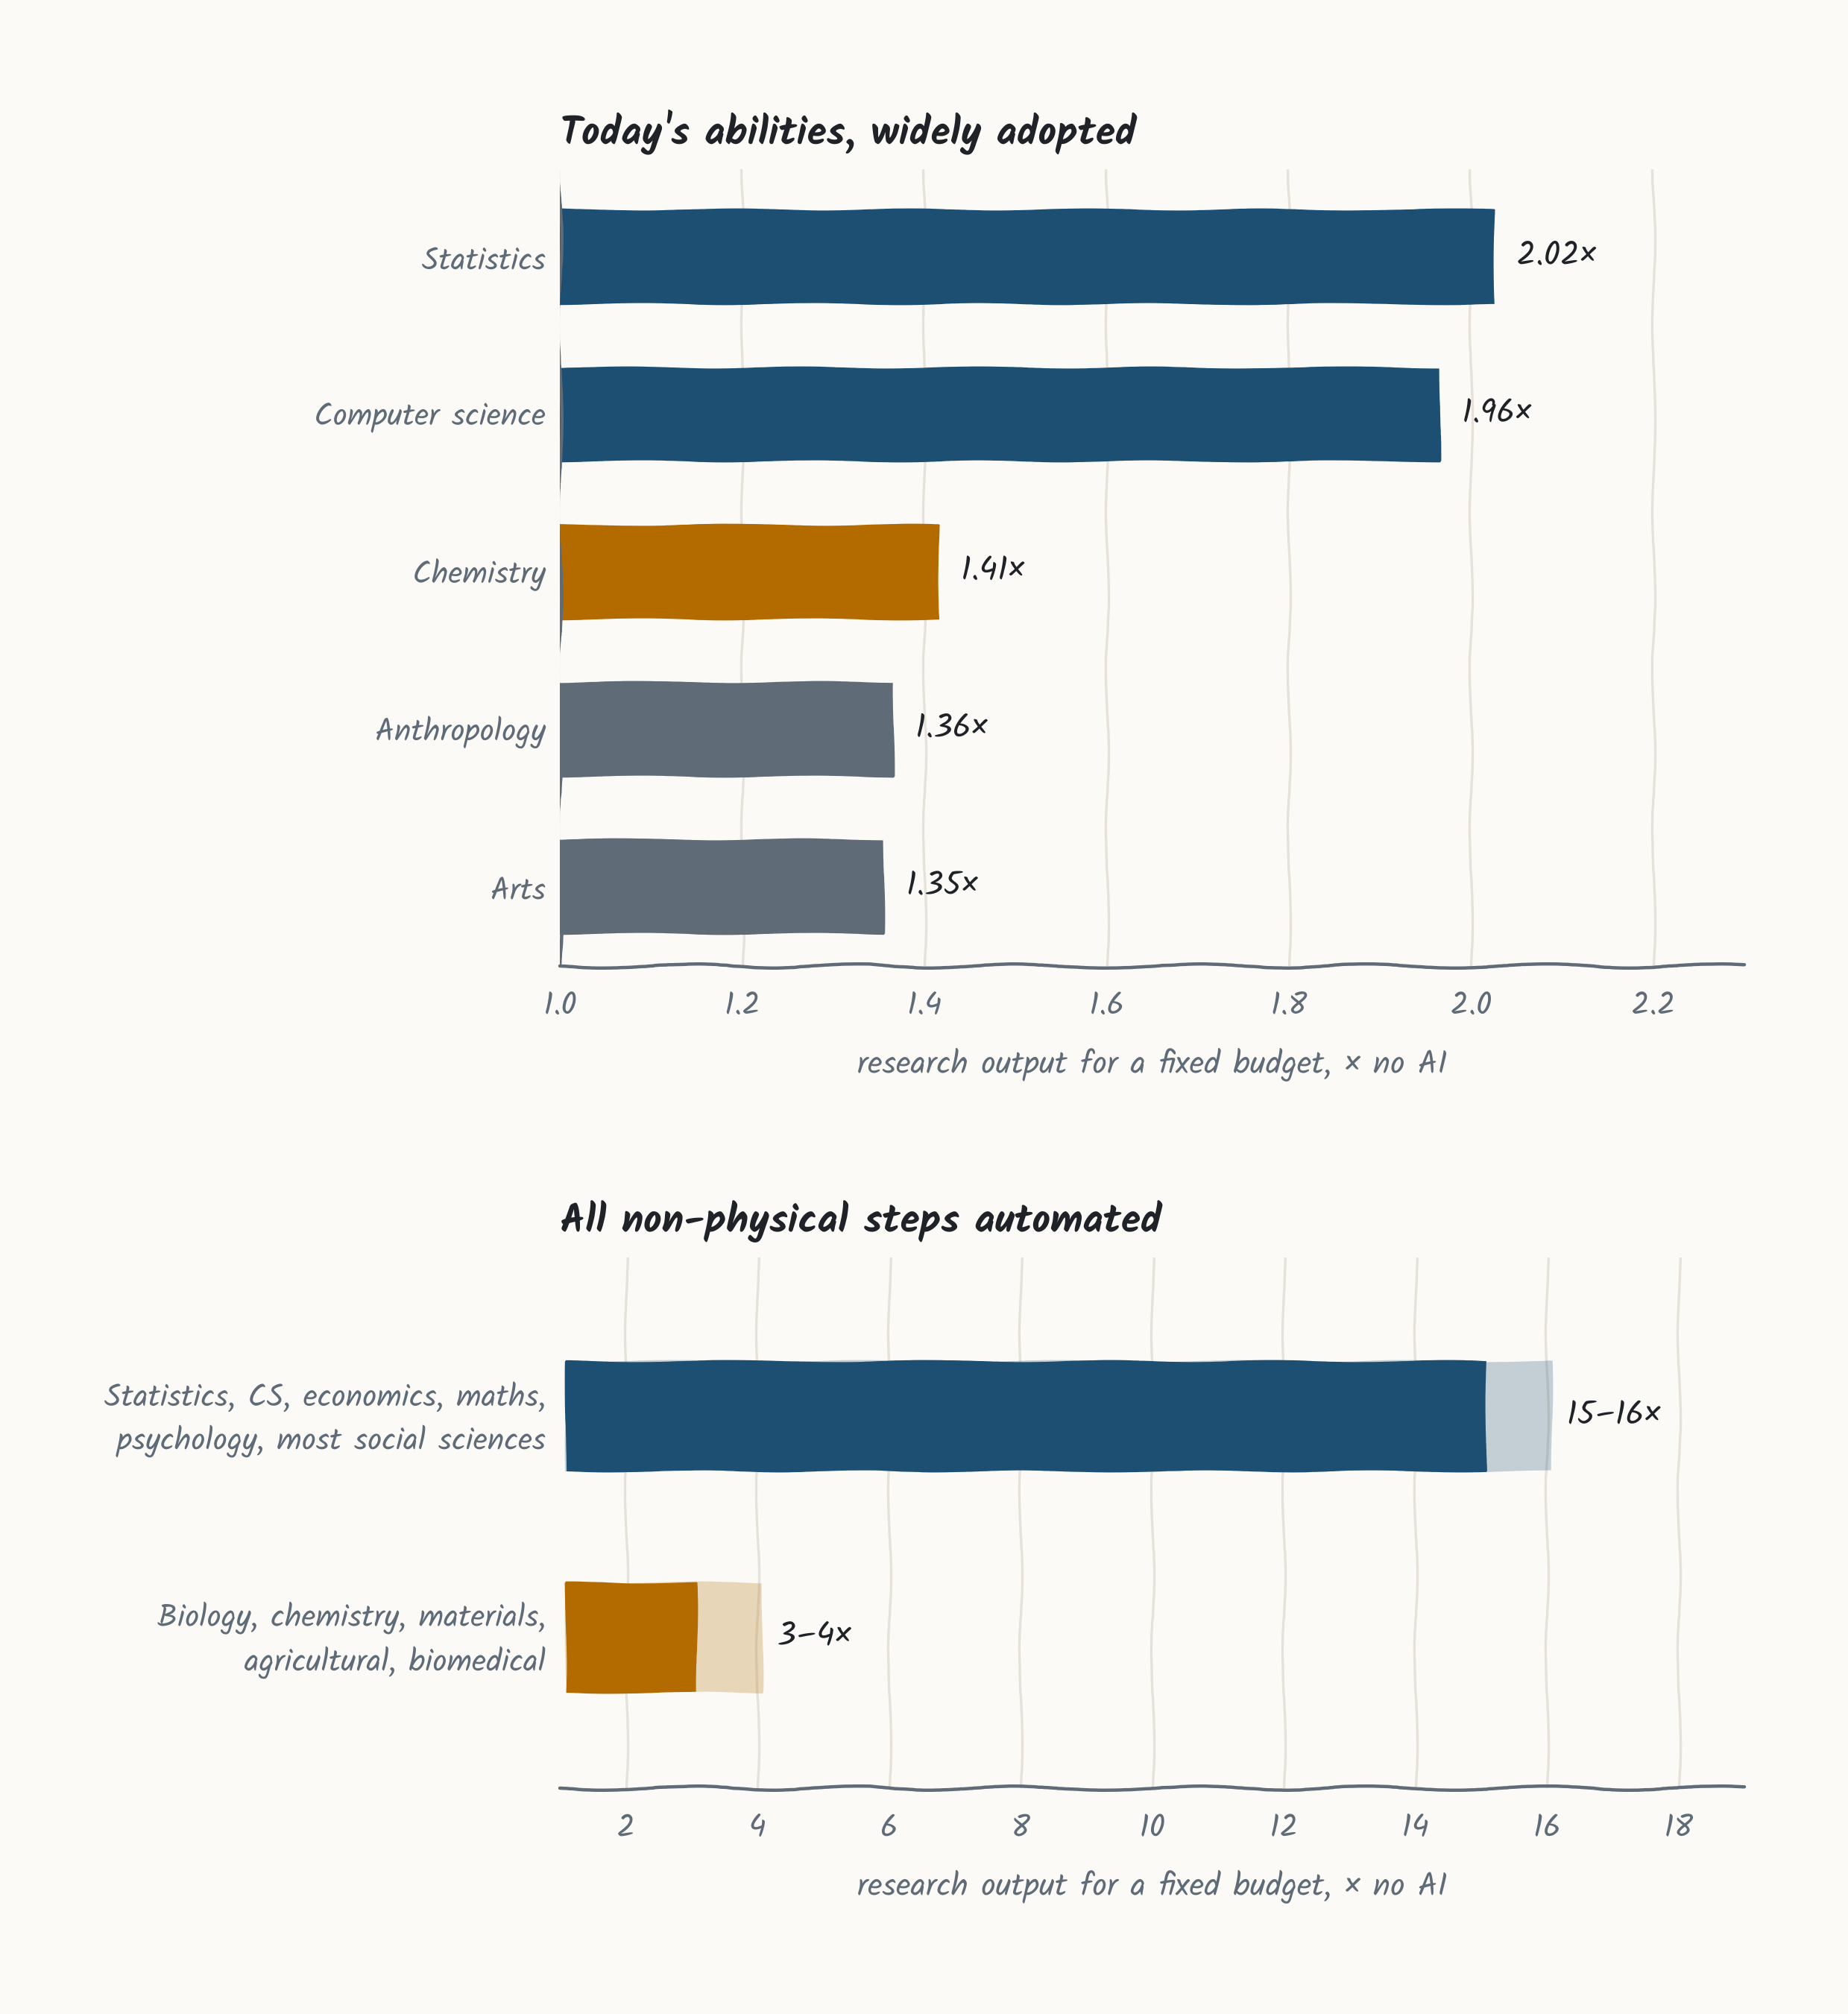 Today's abilities, widely adopted
Statistics
2.02×
Computer science
1.96×
Chemistry
1.41×
Anthropology
1.36×
Arts
1.35×
1.0 1.2 1.4 1.6 1.8 2.0 2.2
research output for a fixed budget, × no AI
All non-physical steps automated
Statistics, CS, economics, maths,
psychology, most social sciences
15–16×
Biology, chemistry, materials,
agricultural, biomedical
3–4×
2 4 6 8 10 12 14 16 18
research output for a fixed budget, × no AI